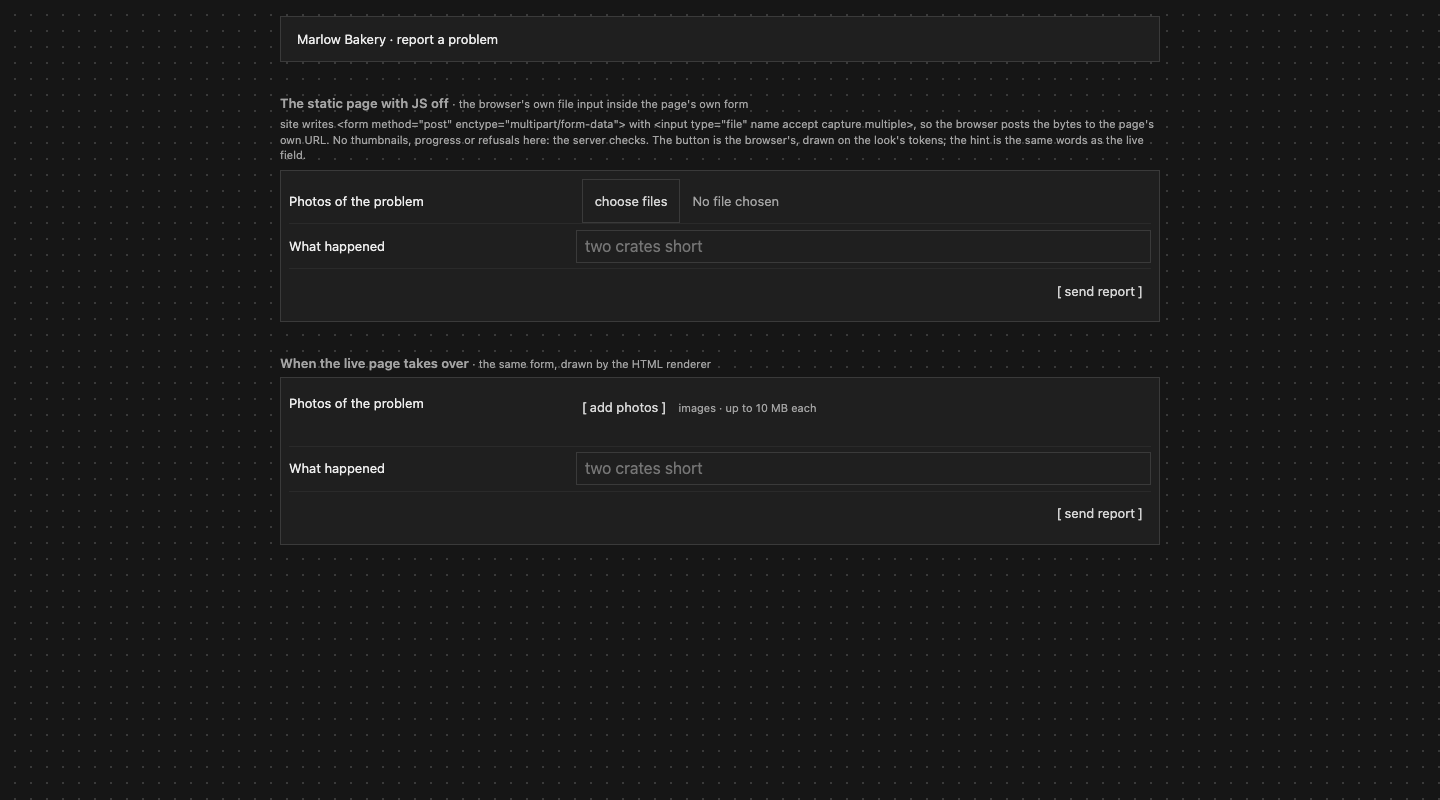 Marlow Bakery · report a problem
The static page with JS off · the browser's own file input inside the page's own form
site writes <form method="post" enctype="multipart/form-data"> with <input type="file" name accept capture multiple>, so the browser posts the bytes to the page's
own URL. No thumbnails, progress or refusals here: the server checks. The button is the browser's, drawn on the look's tokens; the hint is the same words as the live
field.
Photos of the problem choose files No file chosen
What happened two crates short
[ send report ]
When the live page takes over · the same form, drawn by the HTML renderer
Photos of the problem [ add photos ] images · up to 10 MB each
What happened two crates short
[ send report ]